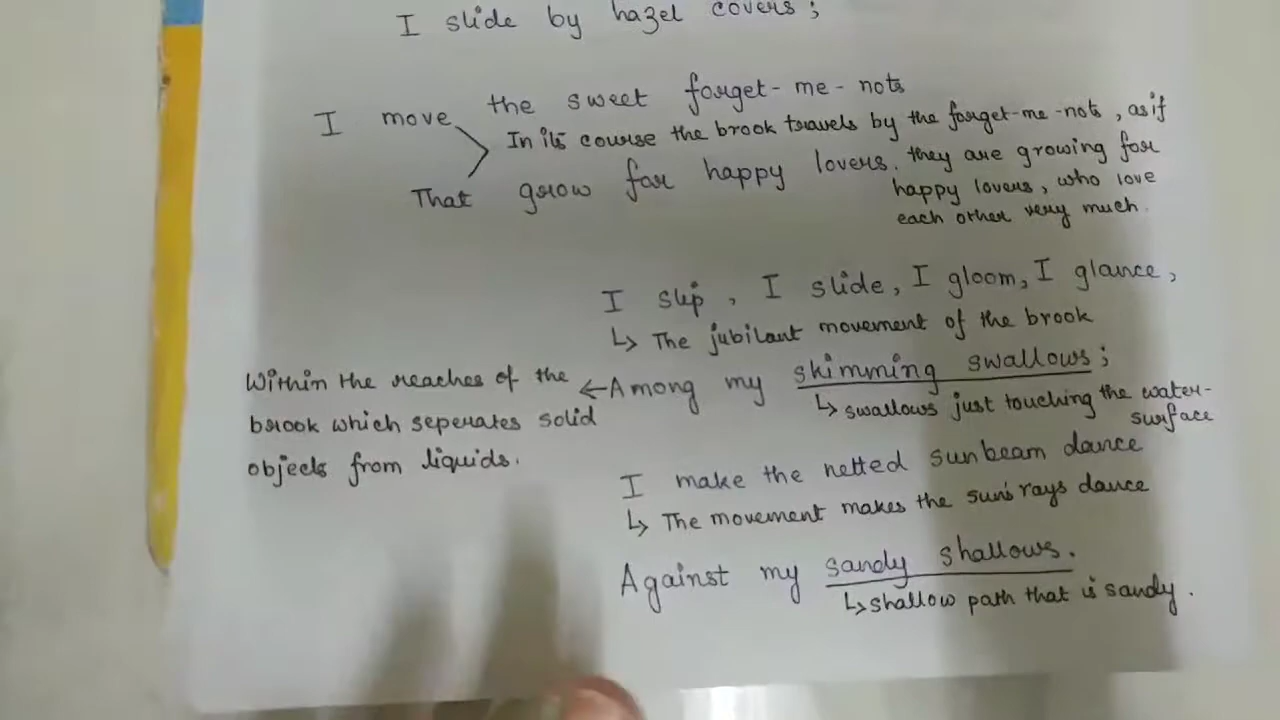 I slide by hazel covers;
I move the sweet forget-me-nots
In its course the brook travels by the forget-me-nots, as if
they are growing for
happy lovers, who love
each other very much.
That grow for happy lovers.
I slip, I slide, I gloom, I glance,
↳ The jubilant movement of the brook
Among my skimming swallows;
↳ swallows just touching the water-
surface
Within the reaches of the
brook which seperates solid
objects from liquids.
I make the netted sunbeam dance
↳ The movement makes the sun's rays dance
Against my sandy shallows.
↳ shallow path that is sandy.